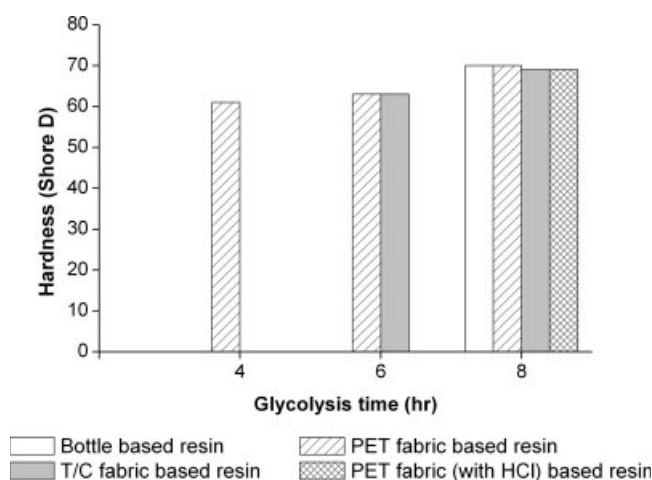 80
70
60
50
40
30
20
10
0
Hardness (Shore D)
4 6 8
Glycolysis time (hr)
Bottle based resin PET fabric based resin
T/C fabric based resin PET fabric (with HCl) based resin